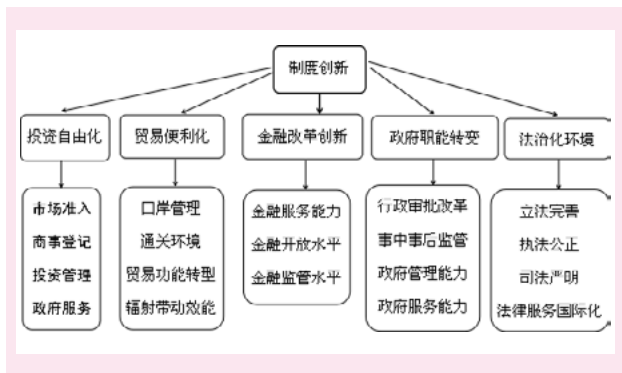 制度创新
投资自由化
贸易便利化
金融改革创新
政府职能转变
法治化环境
市场准入
商事登记
投资管理
政府服务
口岸管理
通关环境
贸易功能转型
辐射带动效能
金融服务能力
金融开放水平
金融监管水平
行政审批改革
事中事后监管
政府管理能力
政府服务能力
立法完善
执法公正
司法严明
法律服务国际化